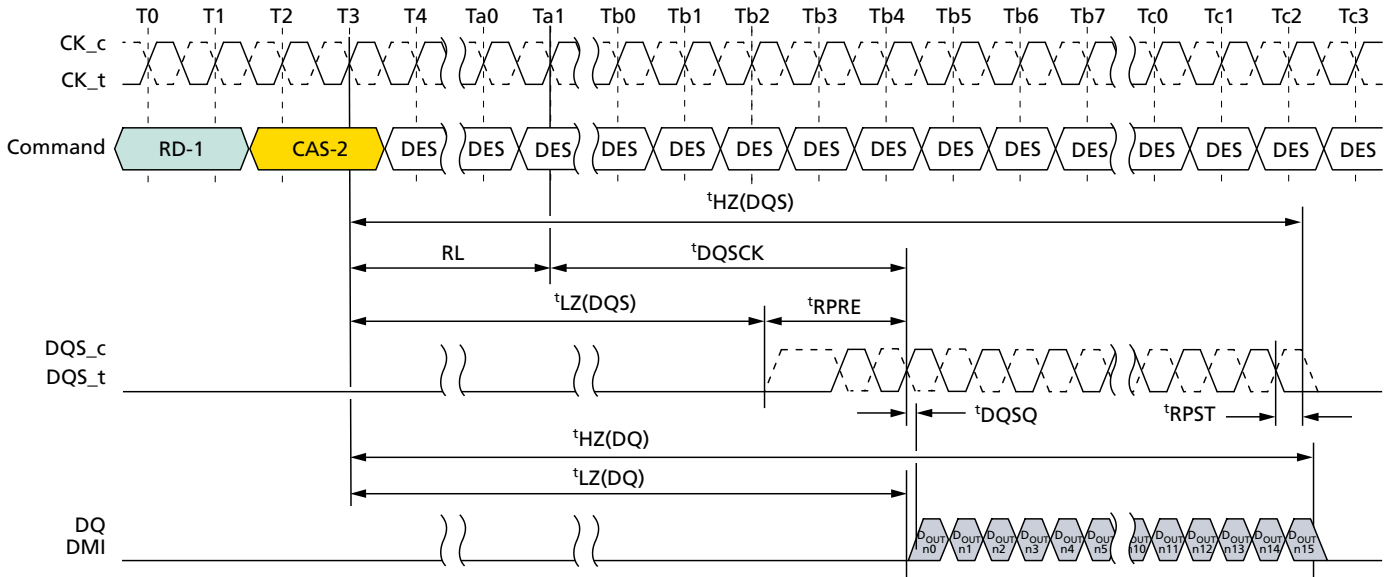 T0 T1 T2 T3 T4 Ta0 Ta1 Tb0 Tb1 Tb2 Tb3 Tb4 Tb5 Tb6 Tb7 Tc0 Tc1 Tc2 Tc3
CK_c
CK_t
Command RD-1 CAS-2 DES DES DES DES DES DES DES DES DES DES DES DES DES DES DES
tHZ(DQS)
RL tDQSCK
tLZ(DQS) tRPRE
DQS_c
DQS_t
tDQSQ tRPST
tHZ(DQ)
tLZ(DQ)
DQ
DMI
DOUT DOUT DOUT DOUT DOUT DOUT DOUT DOUT DOUT DOUT DOUT DOUT
n0 n1 n2 n3 n4 n5 n10 n11 n12 n13 n14 n15